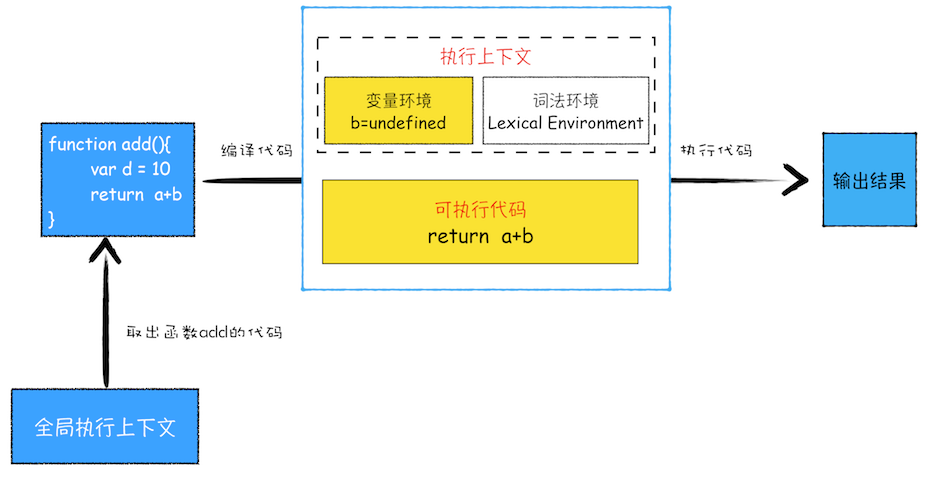 function add(){
var d = 10
return a+b
}
编译代码
执行上下文
变量环境
b=undefined
词法环境
Lexical Environment
可执行代码
return a+b
执行代码
输出结果
取出函数add的代码
全局执行上下文